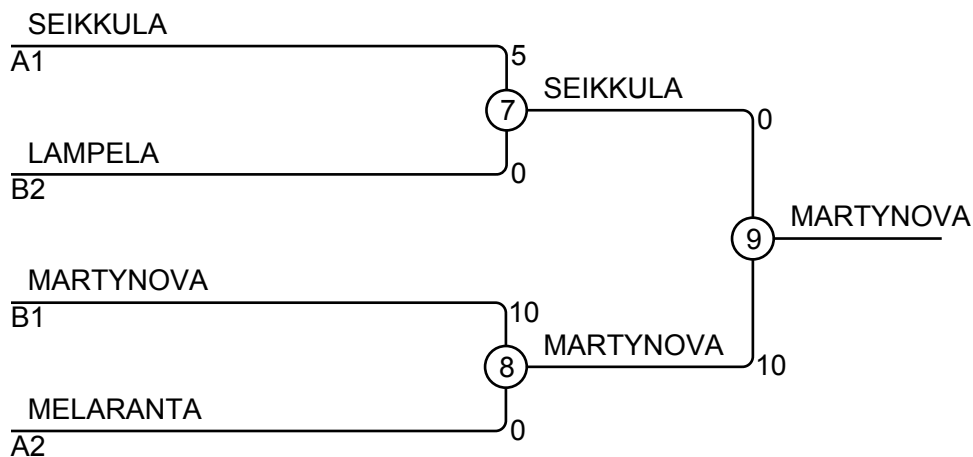 SEIKKULA
A1
5
7
SEIKKULA
0
LAMPELA
B2
0
9
MARTYNOVA
MARTYNOVA
B1
10
8
MARTYNOVA
10
MELARANTA
A2
0